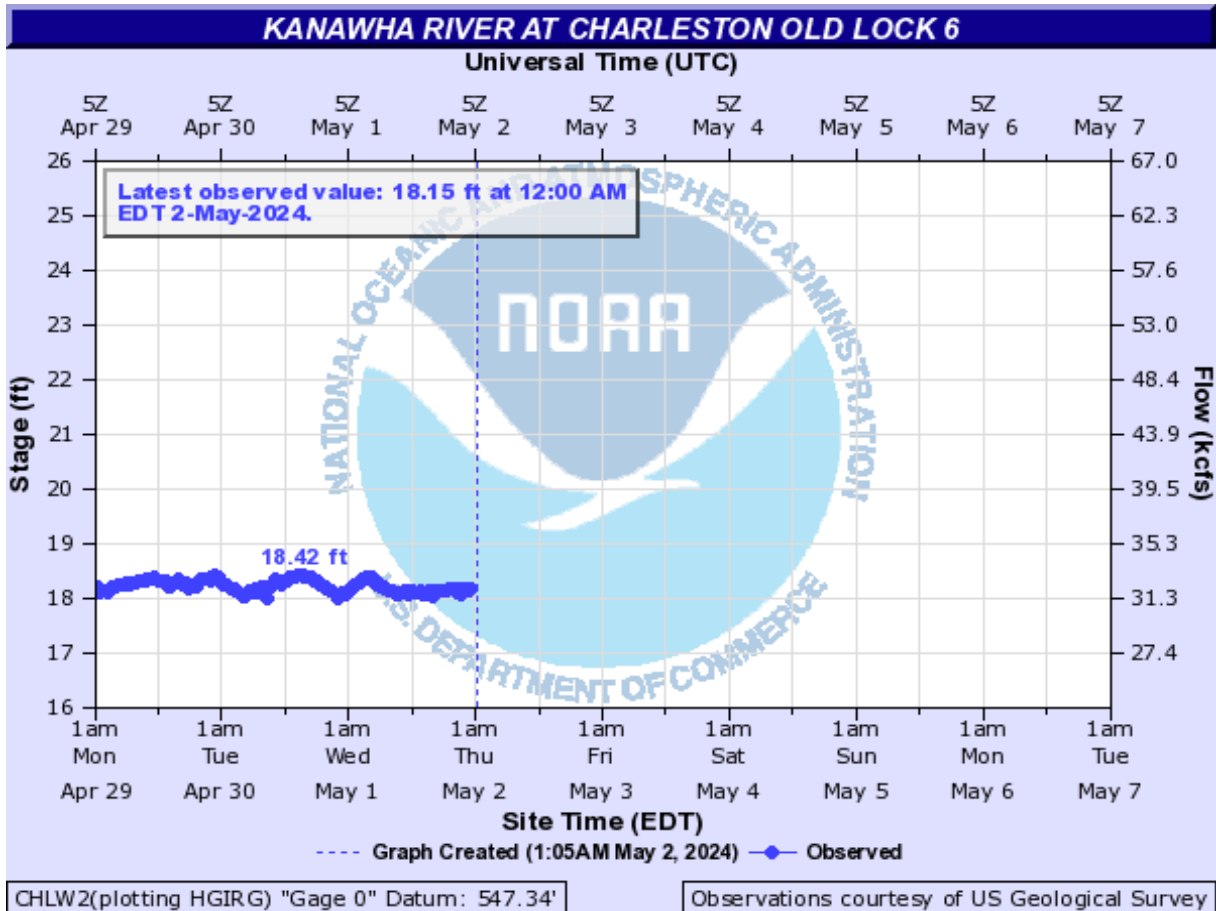 KANAWHA RIVER AT CHARLESTON OLD LOCK 6
Universal Time (UTC)
5Z 5Z 5Z 5Z 5Z 5Z 5Z 5Z 5Z
Apr 29 Apr 30 May 1 May 2 May 3 May 4 May 5 May 6 May 7
Latest observed value: 18.15 ft at 12:00 AM
EDT 2-May-2024.
26 67.0
25 62.3
24 57.6
23 53.0
22 48.4
21 43.9
20 39.5
19 35.3
18 31.3
17 27.4
16
Stage (ft)
Flow (kcfs)
NATIONAL OCEANIC AND ATMOSPHERIC ADMINISTRATION
NOAA
U.S. DEPARTMENT OF COMMERCE
18.42 ft
1am 1am 1am 1am 1am 1am 1am 1am 1am
Mon Tue Wed Thu Fri Sat Sun Mon Tue
Apr 29 Apr 30 May 1 May 2 May 3 May 4 May 5 May 6 May 7
Site Time (EDT)
---- Graph Created (1:05AM May 2, 2024) Observed
CHLW2(plotting HGIRG) "Gage 0" Datum: 547.34'
Observations courtesy of US Geological Survey